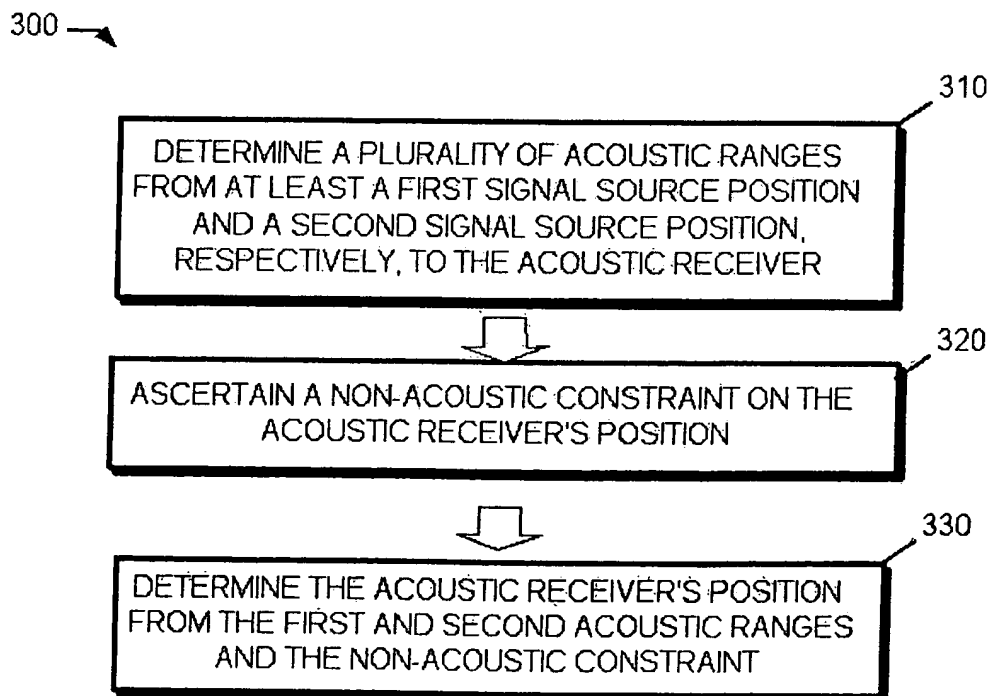 300
310
DETERMINE A PLURALITY OF ACOUSTIC RANGES
FROM AT LEAST A FIRST SIGNAL SOURCE POSITION
AND A SECOND SIGNAL SOURCE POSITION,
RESPECTIVELY, TO THE ACOUSTIC RECEIVER
320
ASCERTAIN A NON-ACOUSTIC CONSTRAINT ON THE
ACOUSTIC RECEIVER'S POSITION
330
DETERMINE THE ACOUSTIC RECEIVER'S POSITION
FROM THE FIRST AND SECOND ACOUSTIC RANGES
AND THE NON-ACOUSTIC CONSTRAINT